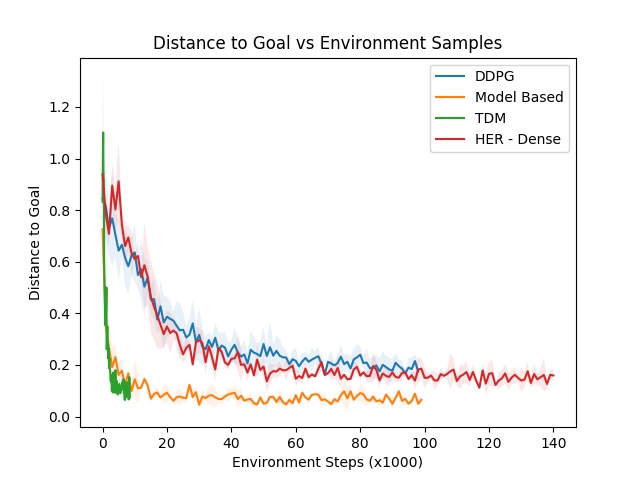 Distance to Goal vs Environment Samples
DDPG
Model Based
TDM
HER - Dense
Distance to Goal
1.2
1.0
0.8
0.6
0.4
0.2
0.0
0
20
40
60
80
100
120
140
Environment Steps (x1000)